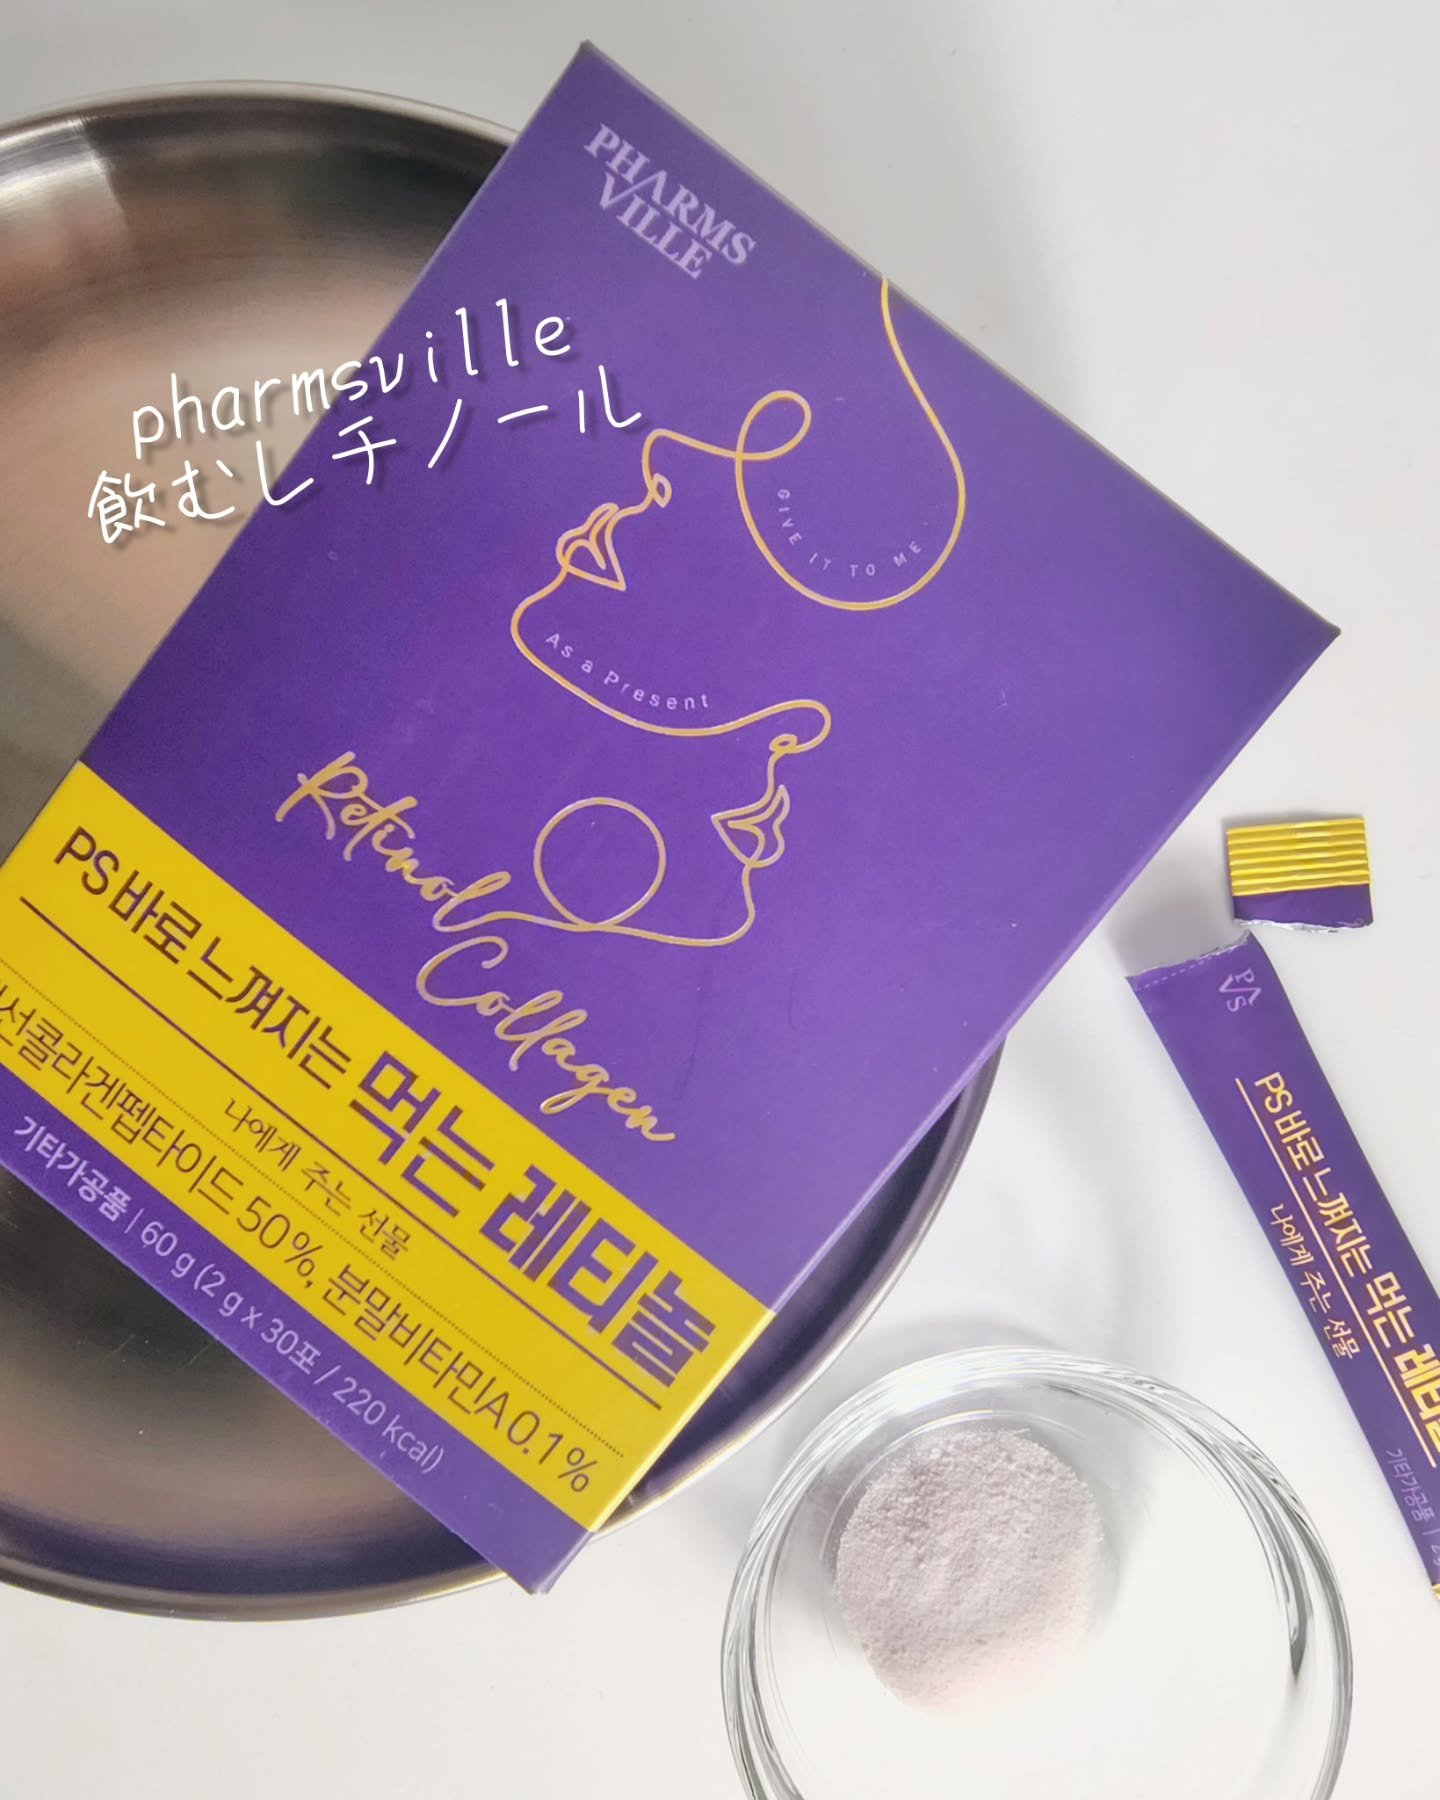 PHARMS
VILLE
pharmsville
飲むレチノール
GIVE IT TO ME
As a Present
Retinol
Collagen
PS 바로 느껴지는 먹는 레티놀
나에게 주는 선물
선콜라겐펩타이드 50%, 분말비타민A 0.1%
기타가공품 | 60 g (2 g x 30포 / 220 kcal)
PS
PS 바로 느껴지는 먹는 레티놀
나에게 주는 선물
기타가공품 | 2g